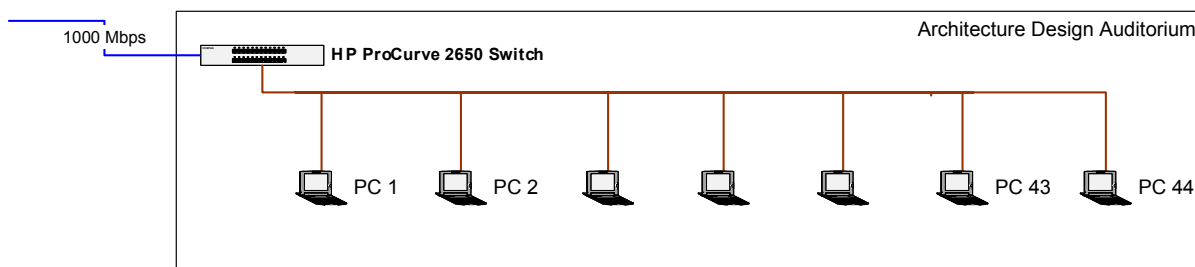 Architecture Design Auditorium
1000 Mbps
HP ProCurve 2650 Switch
PC 1
PC 2
PC 43
PC 44